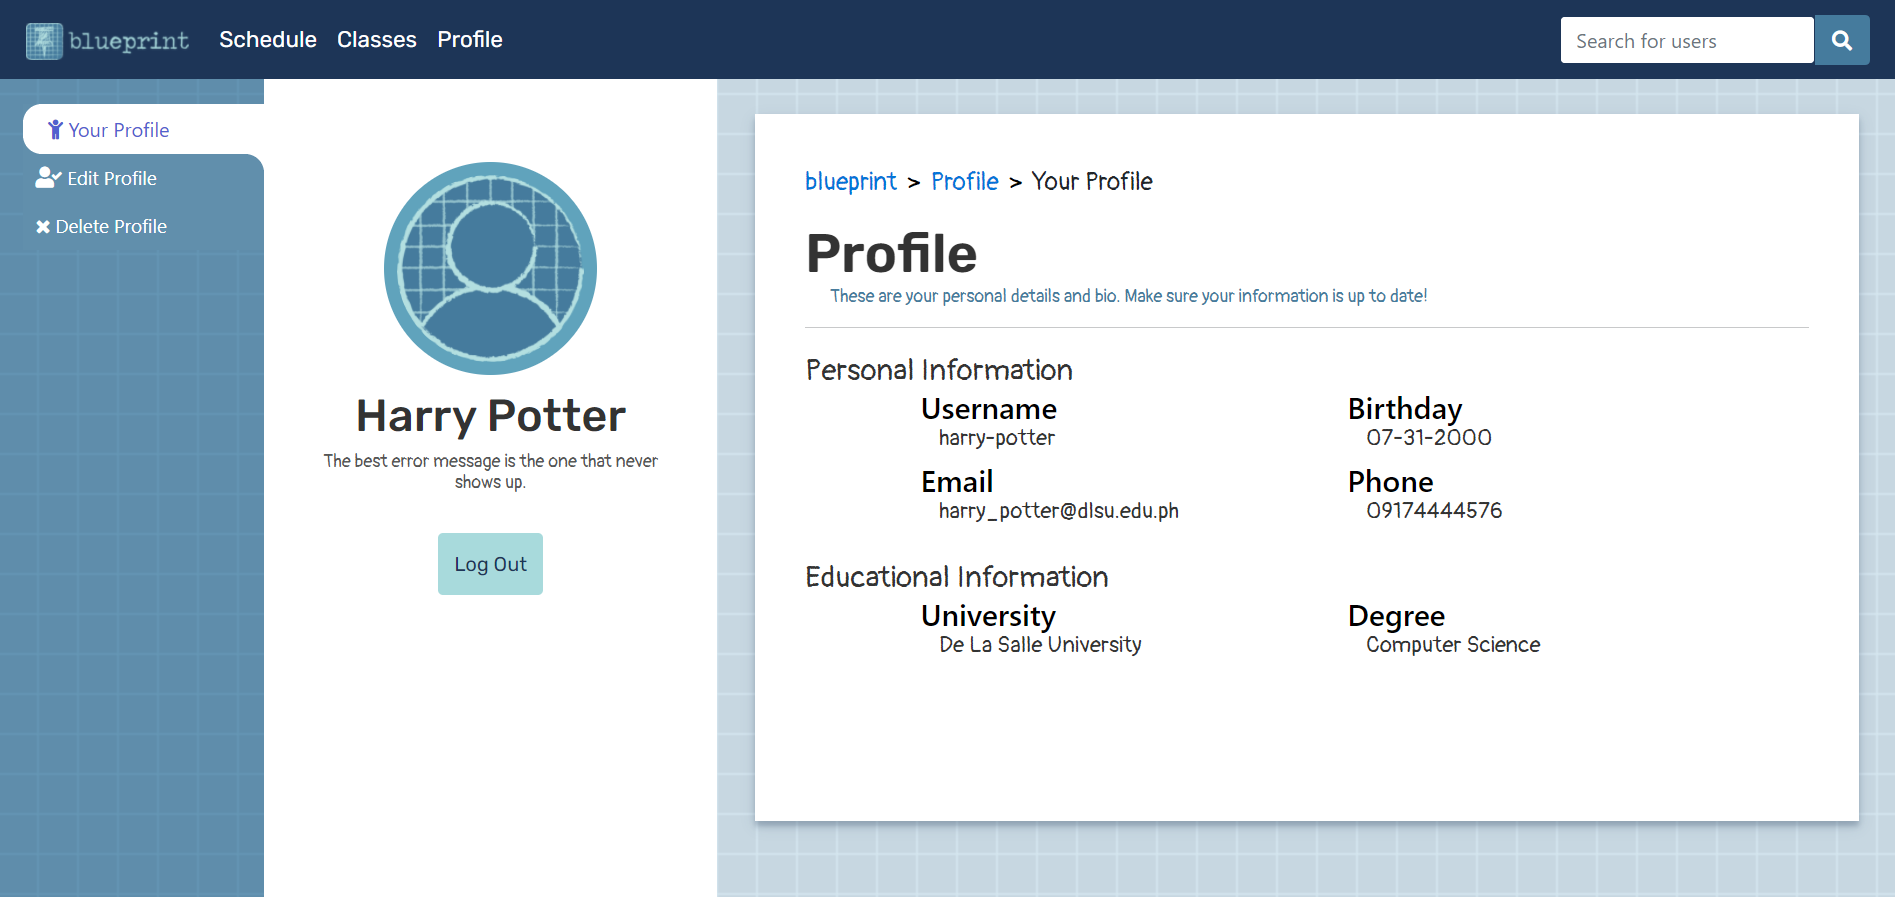 blueprint Schedule Classes Profile Search for users
Your Profile
Edit Profile
Delete Profile
Harry Potter
The best error message is the one that never
shows up.
Log Out
blueprint > Profile > Your Profile
Profile
These are your personal details and bio. Make sure your information is up to date!
Personal Information
Username Birthday
harry-potter 07-31-2000
Email Phone
harry_potter@dlsu.edu.ph 09174444576
Educational Information
University Degree
De La Salle University Computer Science